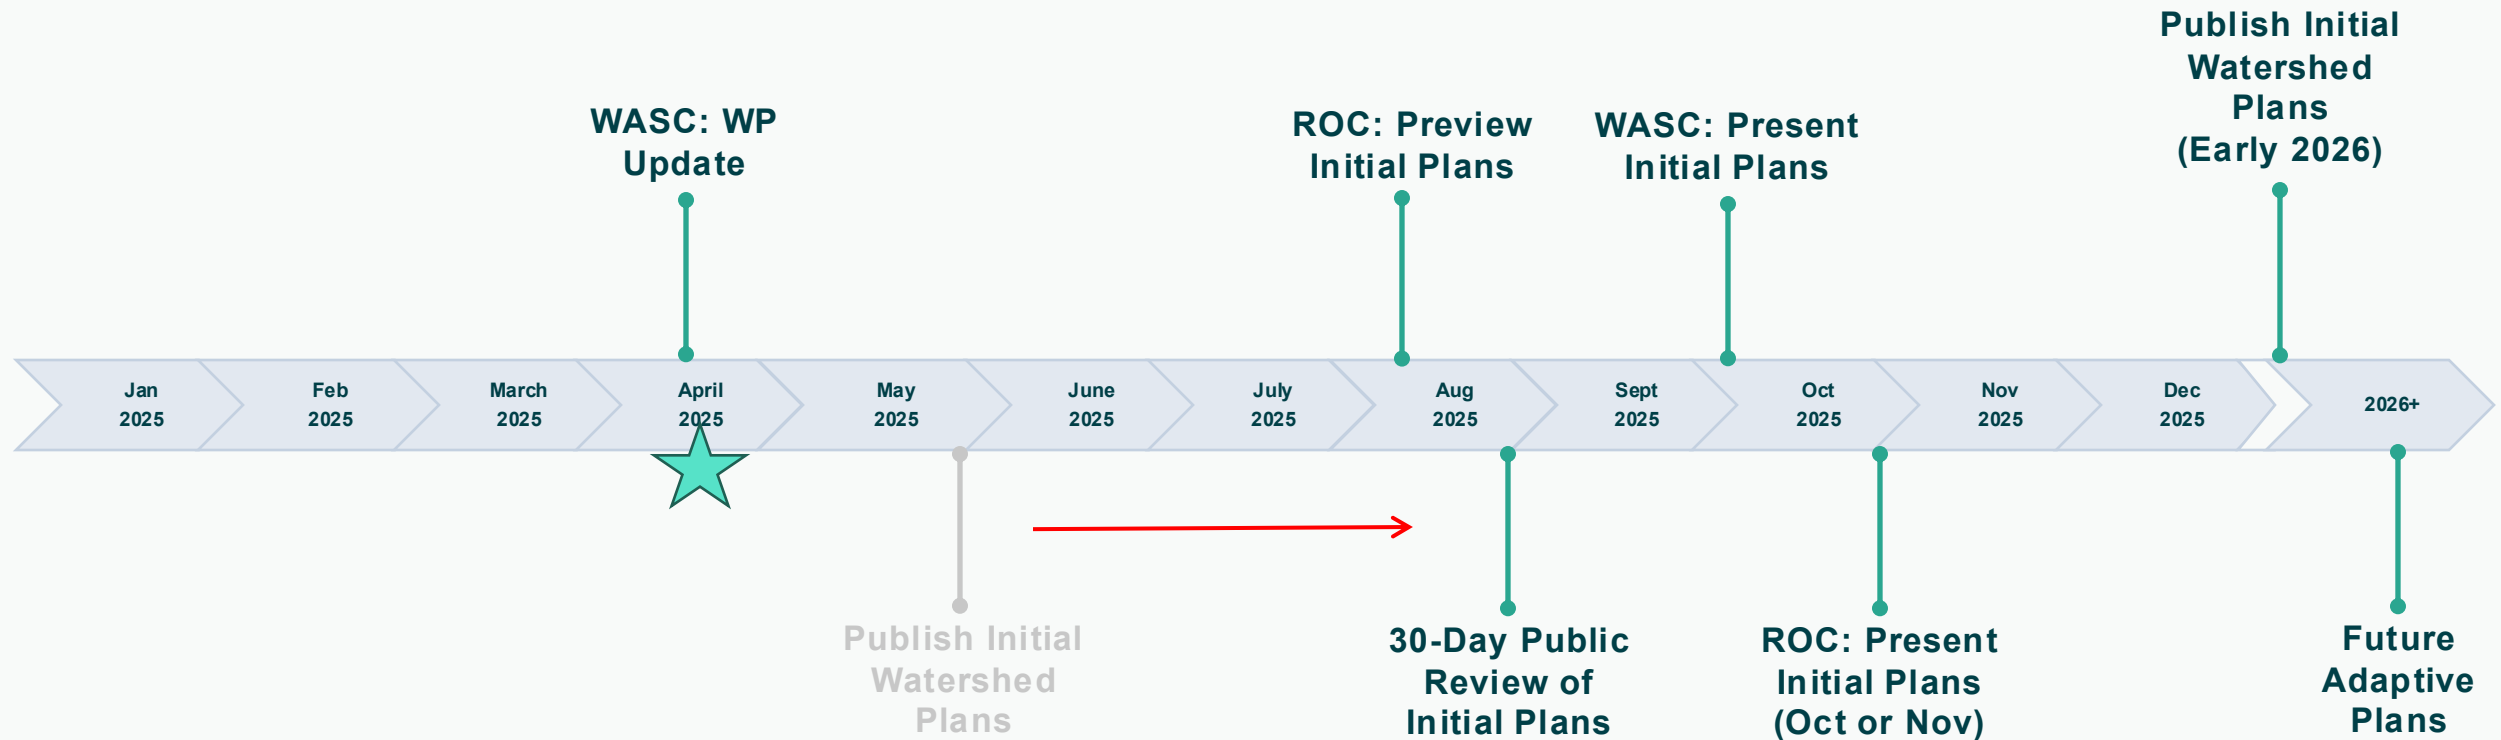 Publish Initial
Watershed
Plans
(Early 2026)
WASC: WP
Update
ROC: Preview
Initial Plans
WASC: Present
Initial Plans
Jan
2025
Feb
2025
March
2025
April
2025
May
2025
June
2025
July
2025
Aug
2025
Sept
2025
Oct
2025
Nov
2025
Dec
2025
2026+
Publish Initial
Watershed
Plans
30-Day Public
Review of
Initial Plans
ROC: Present
Initial Plans
(Oct or Nov)
Future
Adaptive
Plans